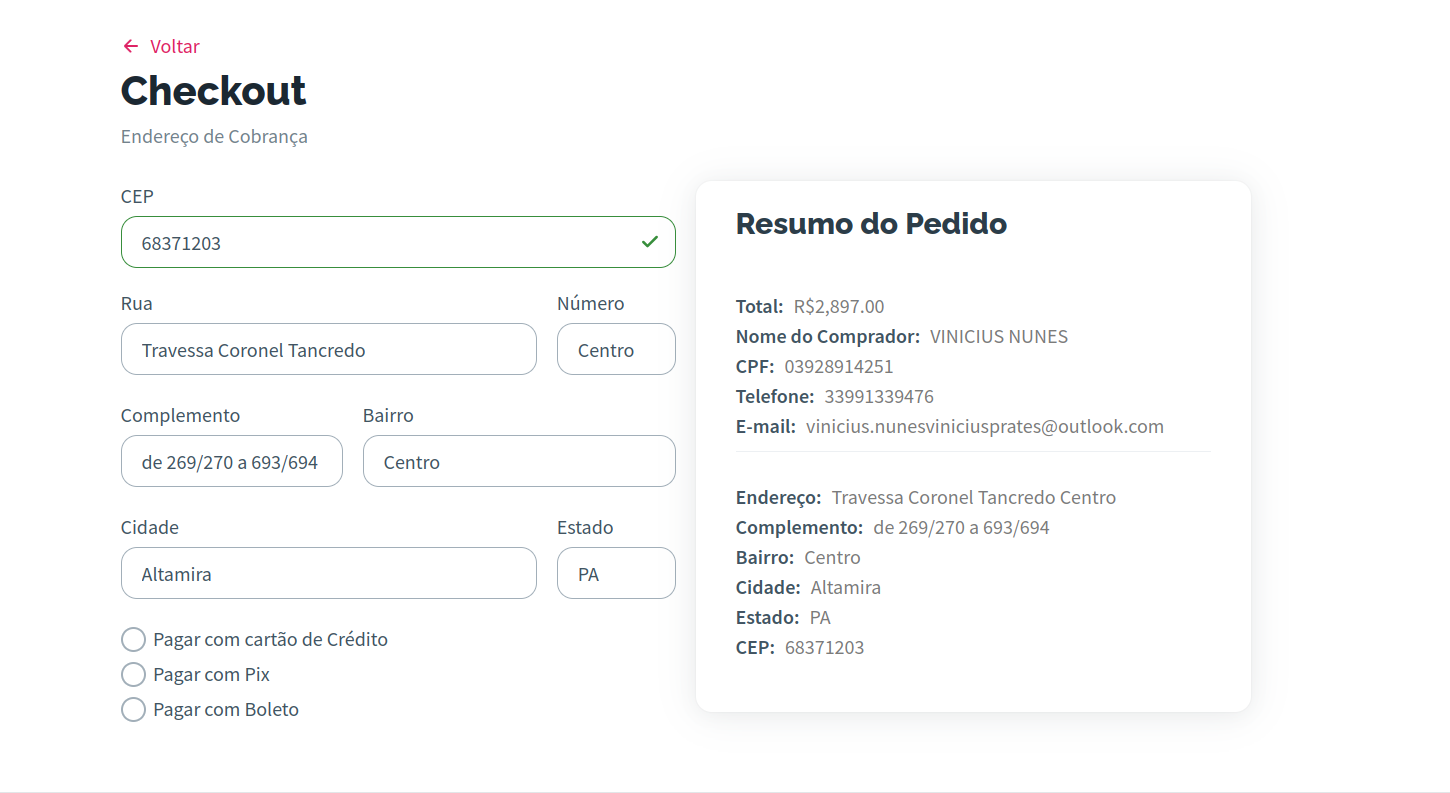 ← Voltar
Checkout
Endereço de Cobrança
CEP
68371203
Rua
Número
Travessa Coronel Tancredo
Centro
Complemento
Bairro
de 269/270 a 693/694
Centro
Cidade
Estado
Altamira
PA
Pagar com cartão de Crédito
Pagar com Pix
Pagar com Boleto
Resumo do Pedido
Total: R$2,897.00
Nome do Comprador: VINICIUS NUNES
CPF: 03928914251
Telefone: 33991339476
E-mail: vinicius.nunesviniciusprates@outlook.com
Endereço: Travessa Coronel Tancredo Centro
Complemento: de 269/270 a 693/694
Bairro: Centro
Cidade: Altamira
Estado: PA
CEP: 68371203